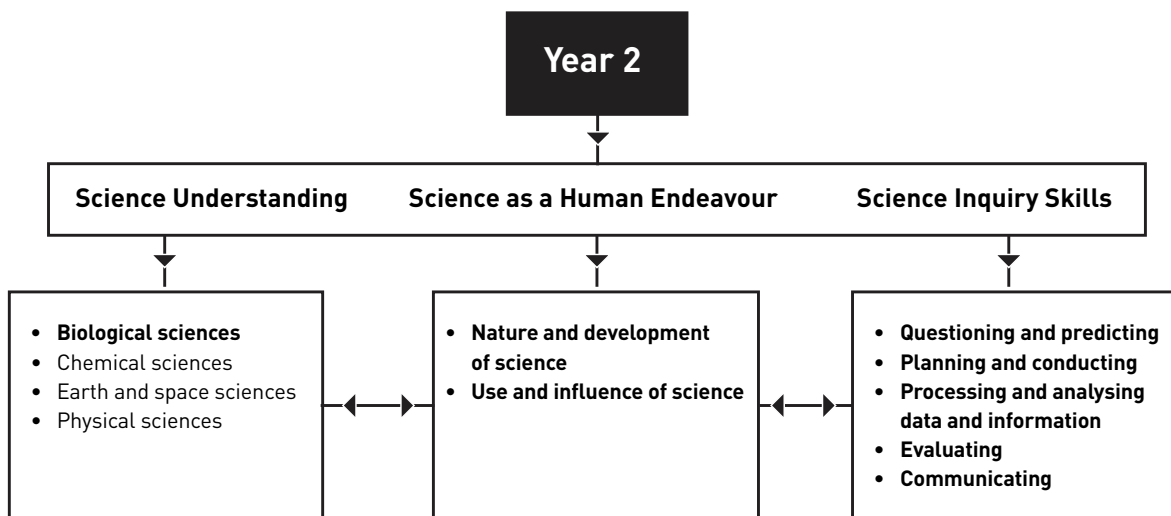 Year 2
Science Understanding
Science as a Human Endeavour
Science Inquiry Skills
• Biological sciences
• Chemical sciences
• Earth and space sciences
• Physical sciences
• Nature and development
of science
• Use and influence of science
• Questioning and predicting
• Planning and conducting
• Processing and analysing
data and information
• Evaluating
• Communicating